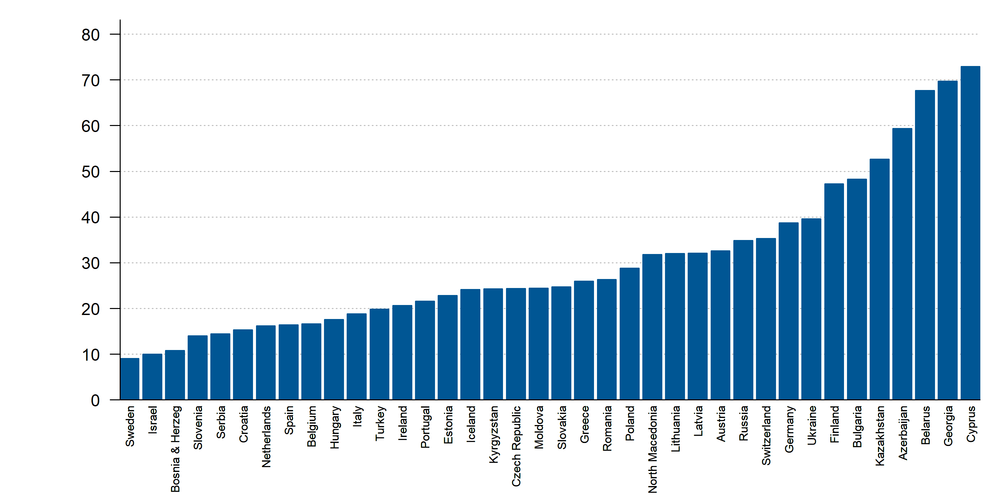 80
70
60
50
40
30
20
10
0
Sweden
Israel
Bosnia & Herzeg
Slovenia
Serbia
Croatia
Netherlands
Spain
Belgium
Hungary
Italy
Turkey
Ireland
Portugal
Estonia
Iceland
Kyrgyzstan
Czech Republic
Moldova
Slovakia
Greece
Romania
Poland
North Macedonia
Lithuania
Latvia
Austria
Russia
Switzerland
Germany
Ukraine
Finland
Bulgaria
Kazakhstan
Azerbaijan
Belarus
Georgia
Cyprus